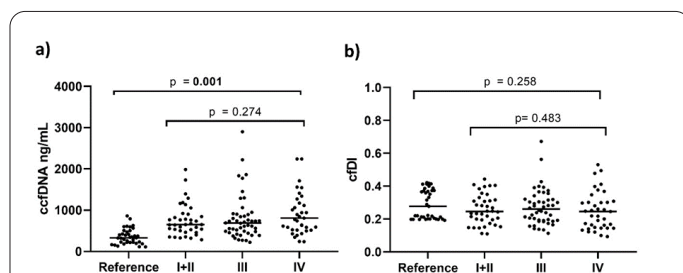 a)
p = 0.001
p = 0.274
ccfDNA ng/mL
4000
3000
2000
1000
0
Reference I+II III IV
b)
p = 0.258
p= 0.483
cfDI
1.0
0.8
0.6
0.4
0.2
0.0
Reference I+II III IV